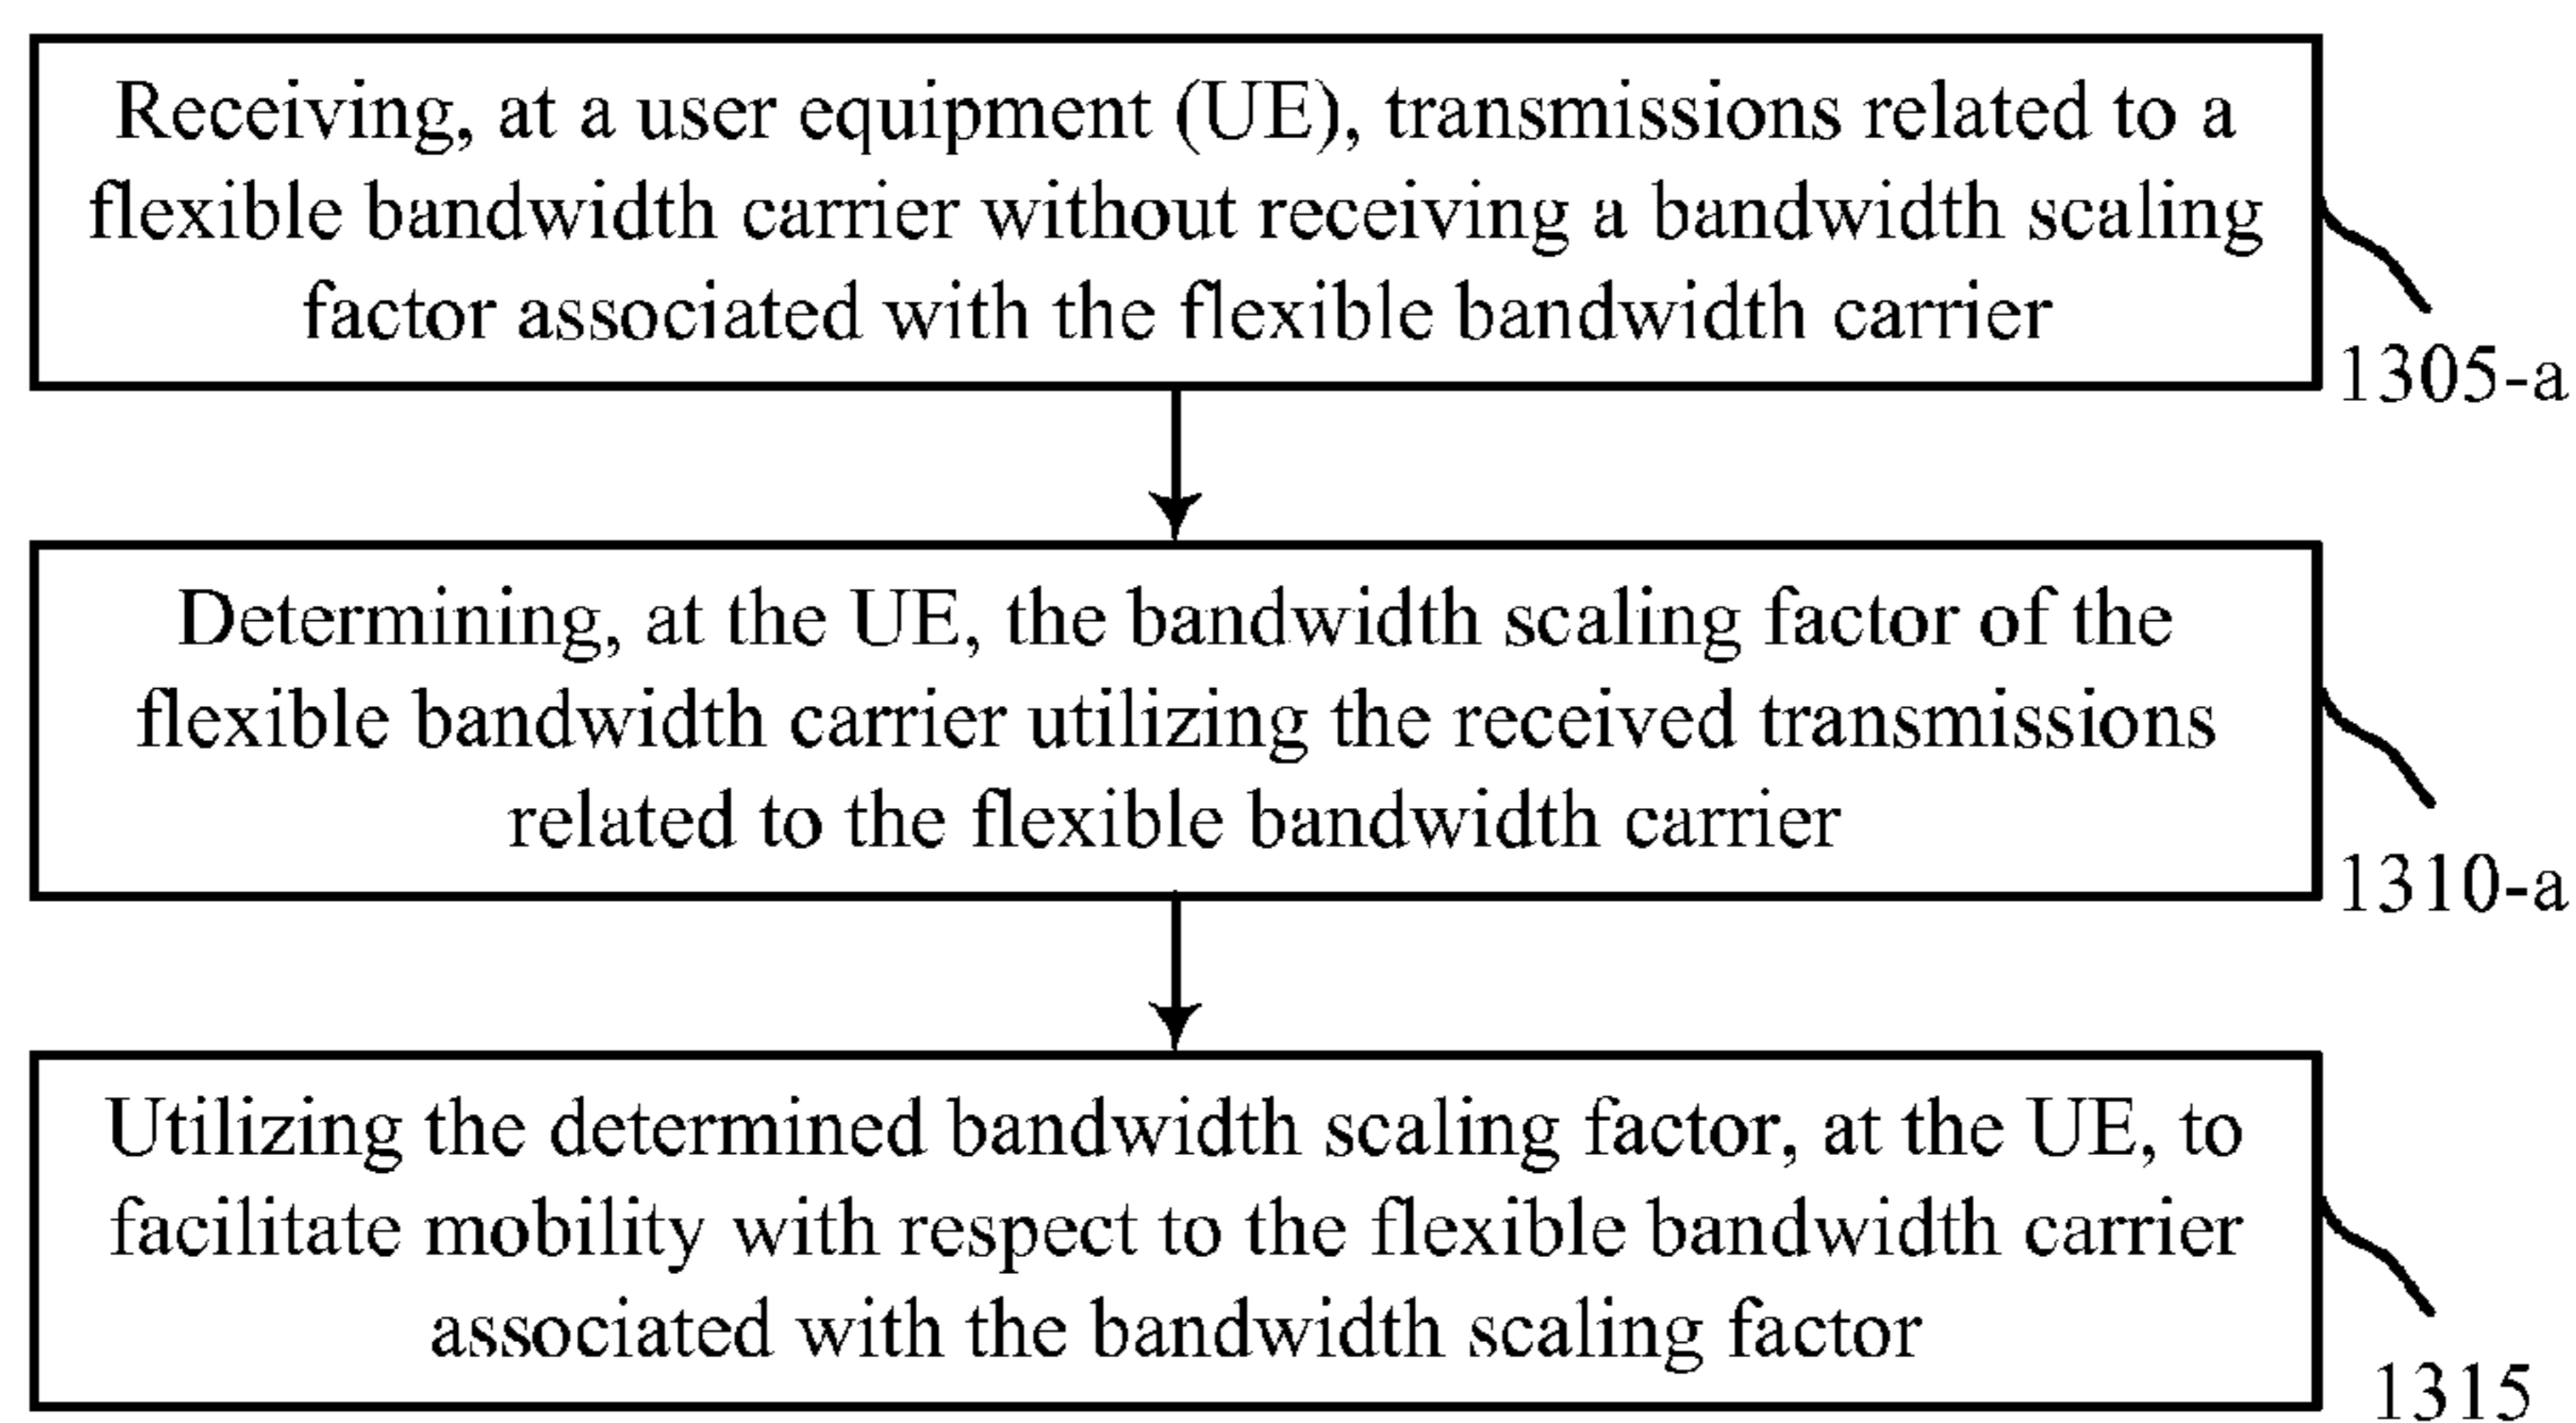 Receiving, at a user equipment (UE), transmissions related to a
flexible bandwidth carrier without receiving a bandwidth scaling
factor associated with the flexible bandwidth carrier
1305-a
Determining, at the UE, the bandwidth scaling factor of the
flexible bandwidth carrier utilizing the received transmissions
related to the flexible bandwidth carrier
1310-a
Utilizing the determined bandwidth scaling factor, at the UE, to
facilitate mobility with respect to the flexible bandwidth carrier
associated with the bandwidth scaling factor
1315